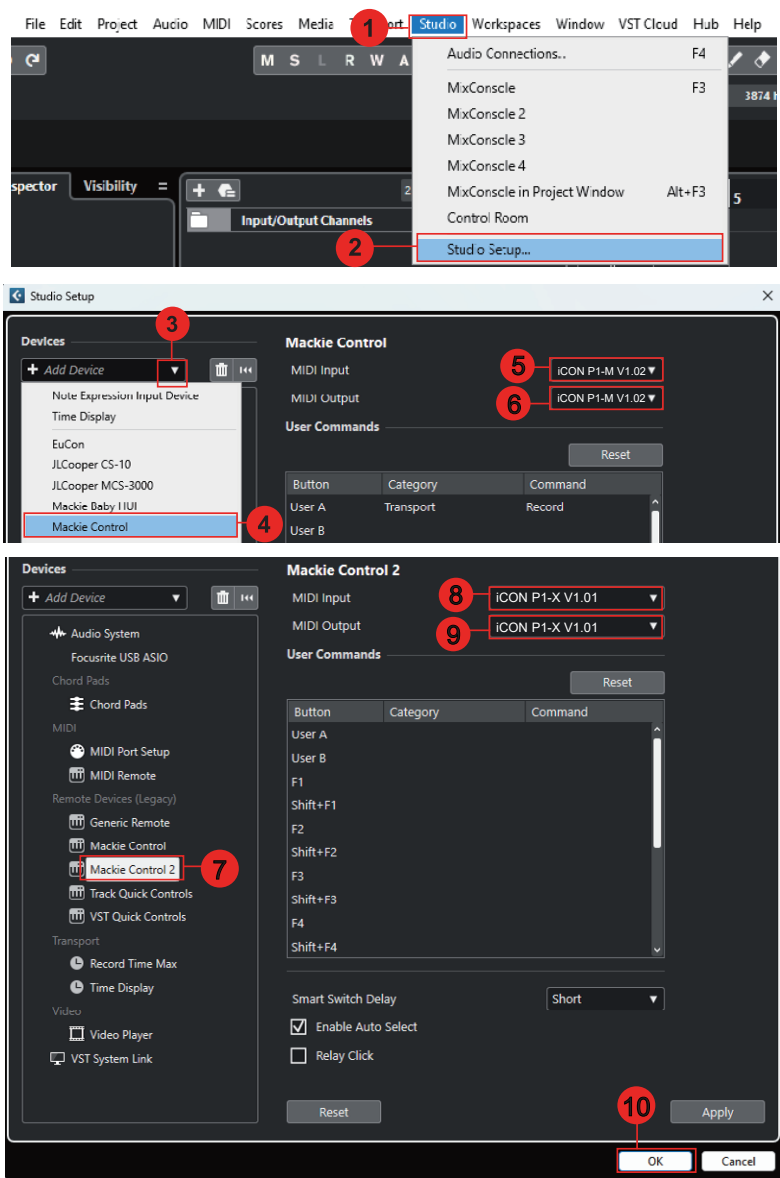 File Edit Project Audio MIDI Scores Media 1 ort Studio Workspaces Window VST Cloud Hub Help
M S L R W A
Audio Connections.. F4
MixConsole F3
3874
MixConsole 2
MixConsole 3
MixConsole 4
spector Visibility = + 2 MixConsole in Project Window Alt+F3 5
Input/Output Channels Control Room
2 Studio Setup...
Studio Setup
3
Devices
+ Add Device
Note Expression Input Device
Time Display
EuCon
JLCooper CS-10
JLCooper MCS-3000
Mackie Baby HUI
Mackie Control 4
Mackie Control
MIDI Input 5 iCON P1-M V1.02
MIDI Output 6 iCON P1-M V1.02
User Commands
Reset
Button Category Command
User A Transport Record
User B
Devices
+ Add Device
Audio System
Focusrite USB ASIO
Chord Pads
Chord Pads
MIDI
MIDI Port Setup
MIDI Remote
Remote Devices (Legacy)
Generic Remote
Mackie Control
Mackie Control 2 7
Track Quick Controls
VST Quick Controls
Transport
Record Time Max
Time Display
Video
Video Player
VST System Link
Mackie Control 2
MIDI Input 8 iCON P1-X V1.01
MIDI Output 9 iCON P1-X V1.01
User Commands
Reset
Button Category Command
User A
User B
F1
Shift+F1
F2
Shift+F2
F3
Shift+F3
F4
Shift+F4
Smart Switch Delay Short
Enable Auto Select
Relay Click
Reset 10 Apply
OK Cancel